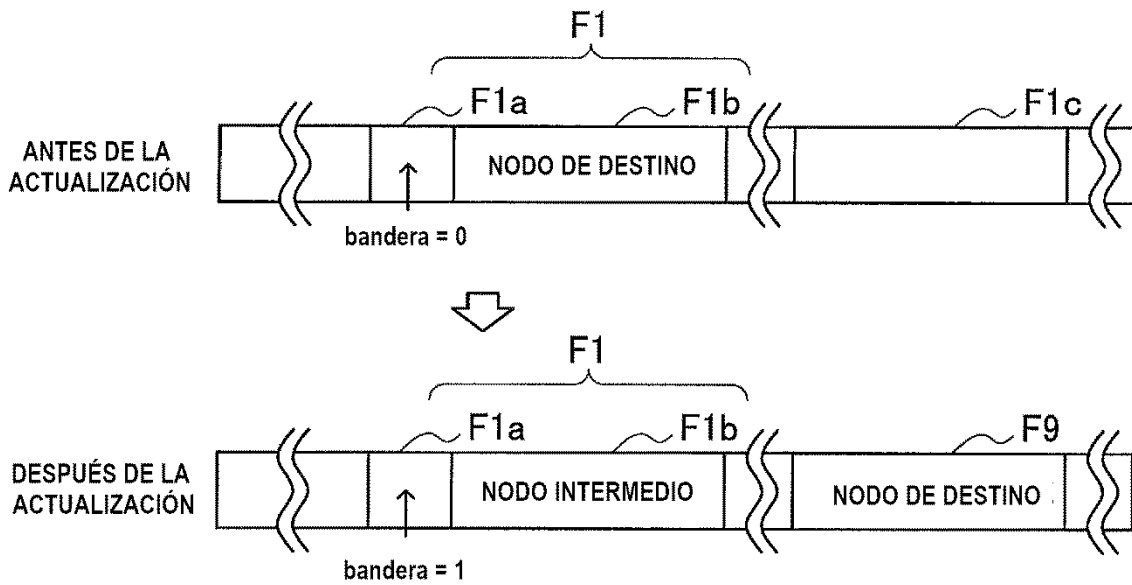 F1
F1a
F1b
F1c
ANTES DE LA
ACTUALIZACIÓN
NODO DE DESTINO
bandera = 0
F1
F1a
F1b
F9
DESPUÉS DE LA
ACTUALIZACIÓN
NODO INTERMEDIO
NODO DE DESTINO
bandera = 1